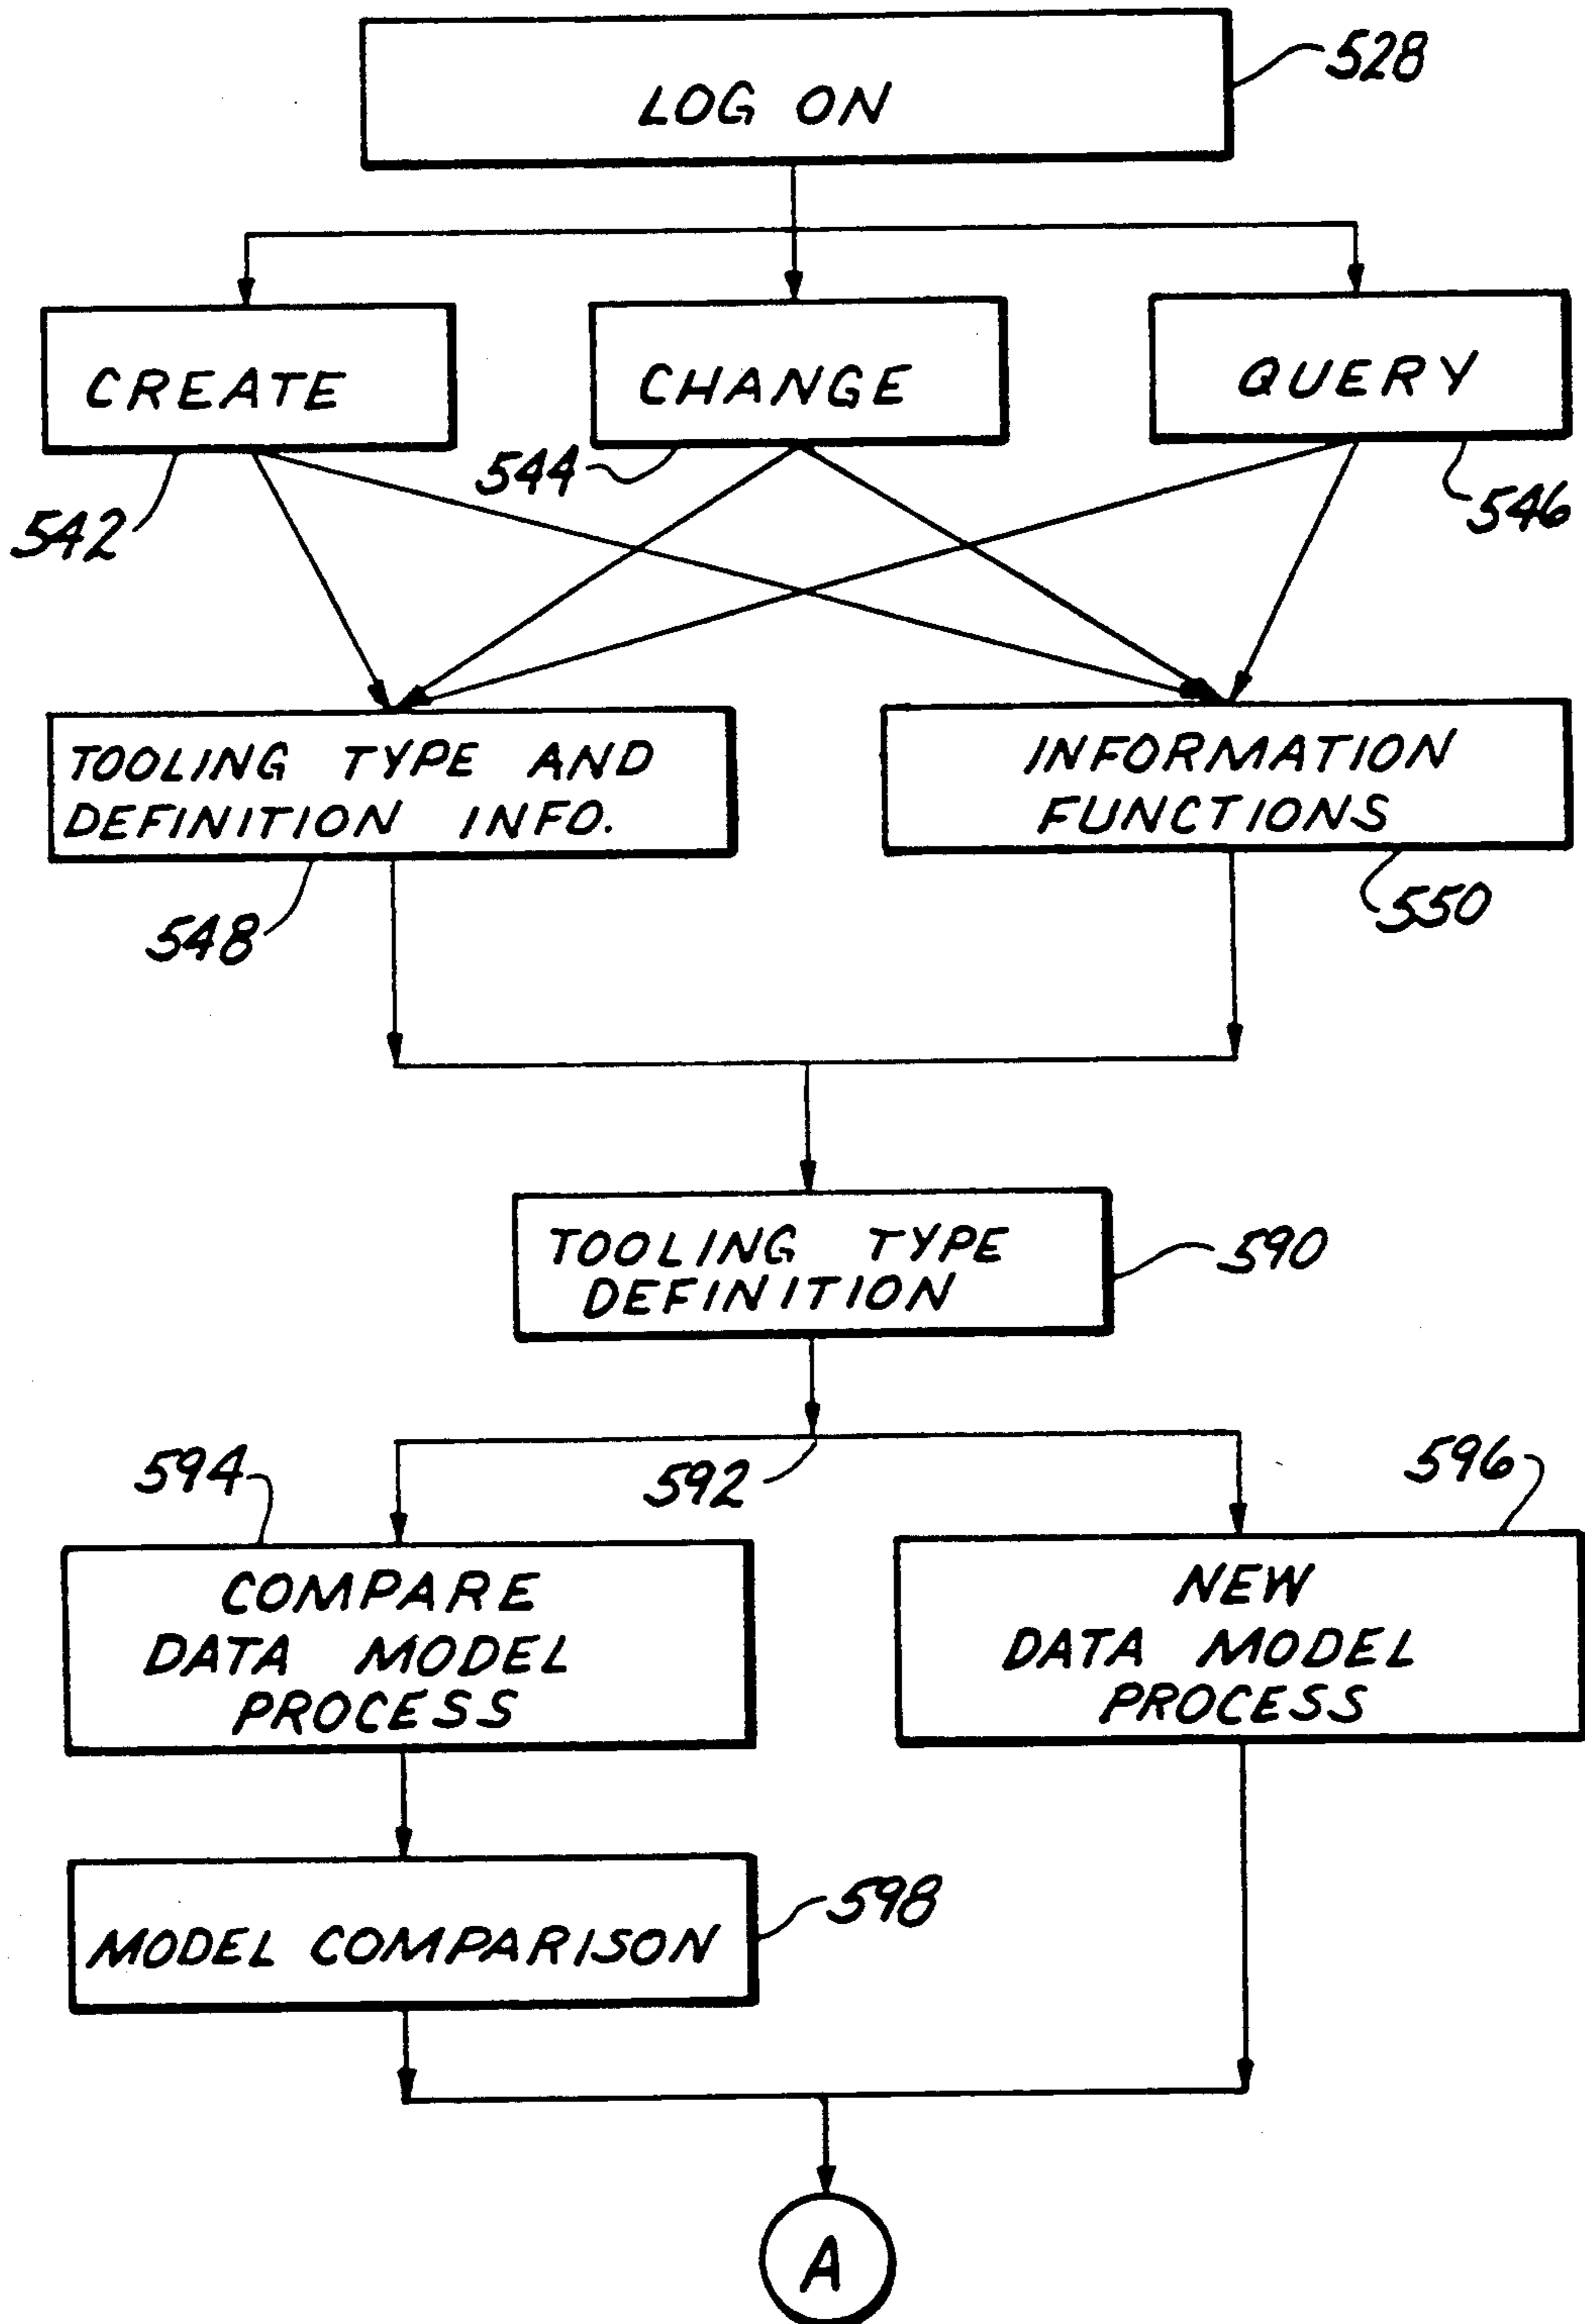 528
LOG ON
CREATE
CHANGE
QUERY
542
544
546
TOOLING TYPE AND
DEFINITION INFO.
INFORMATION
FUNCTIONS
548
550
TOOLING TYPE
DEFINITION
590
592
594
596
COMPARE
DATA MODEL
PROCESS
NEW
DATA MODEL
PROCESS
598
MODEL COMPARISON
A